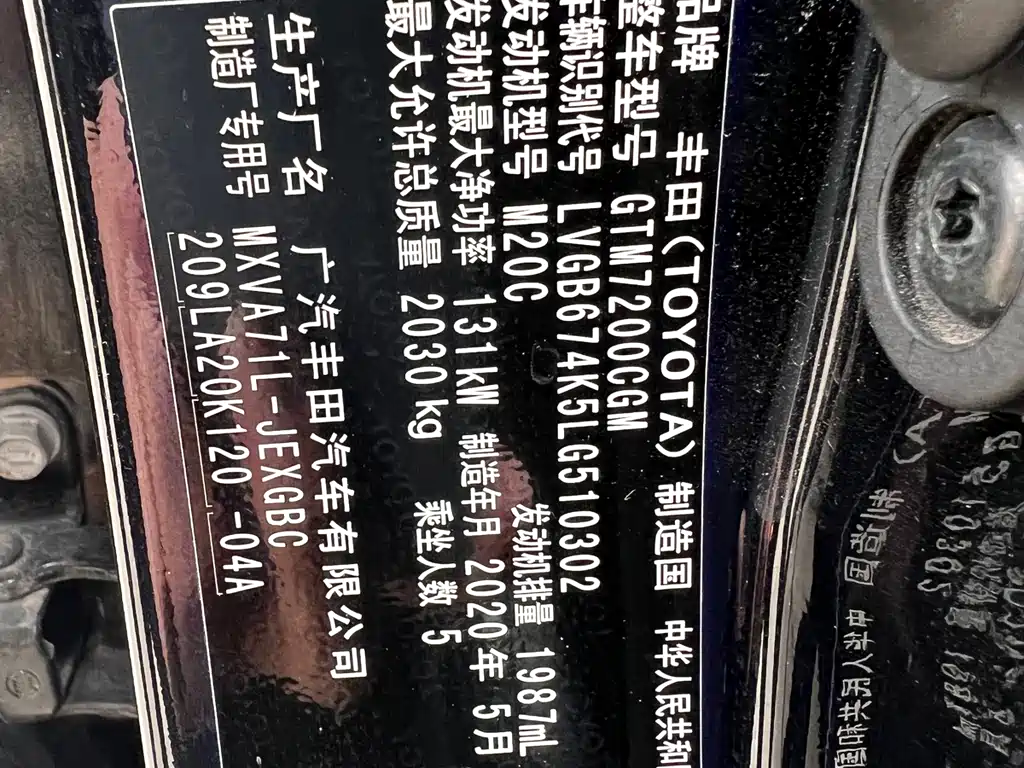 品牌 丰田(TOYOTA) 制造国 中华人民共和
整车型号 GTM7200CGM
车辆识别代号 LVGB674K5LG510302
发动机型号 M20C 发动机排量 1987mL
发动机最大净功率 131kW 制造年月 2020年 5月
最大允许总质量 2030kg 乘坐人数 5
生产厂名 广汽丰田汽车有限公司
制造厂专用号 MXVA71L-JEXGBC
209LA20K120 -04A